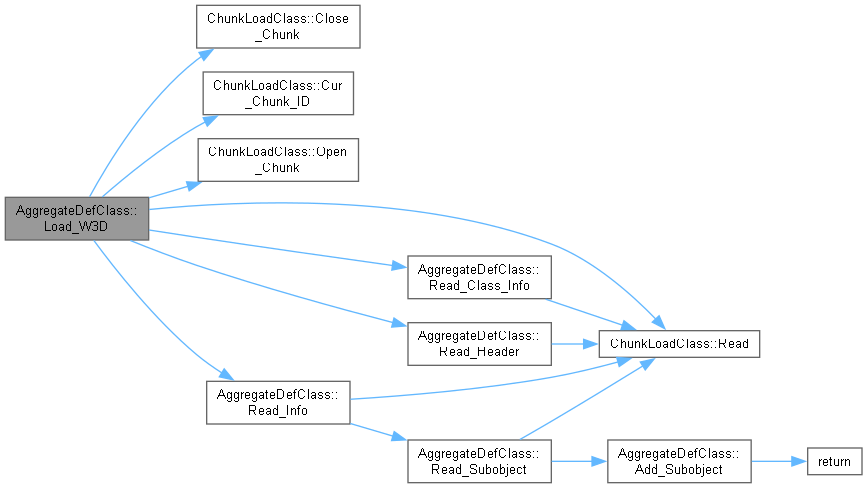 ChunkLoadClass::Close
_Chunk
ChunkLoadClass::Cur
_Chunk_ID
ChunkLoadClass::Open
_Chunk
AggregateDefClass::
Load_W3D
AggregateDefClass::
Read_Class_Info
AggregateDefClass::
Read_Header
ChunkLoadClass::Read
AggregateDefClass::
Read_Info
AggregateDefClass::
Read_Subobject
AggregateDefClass::
Add_Subobject
return